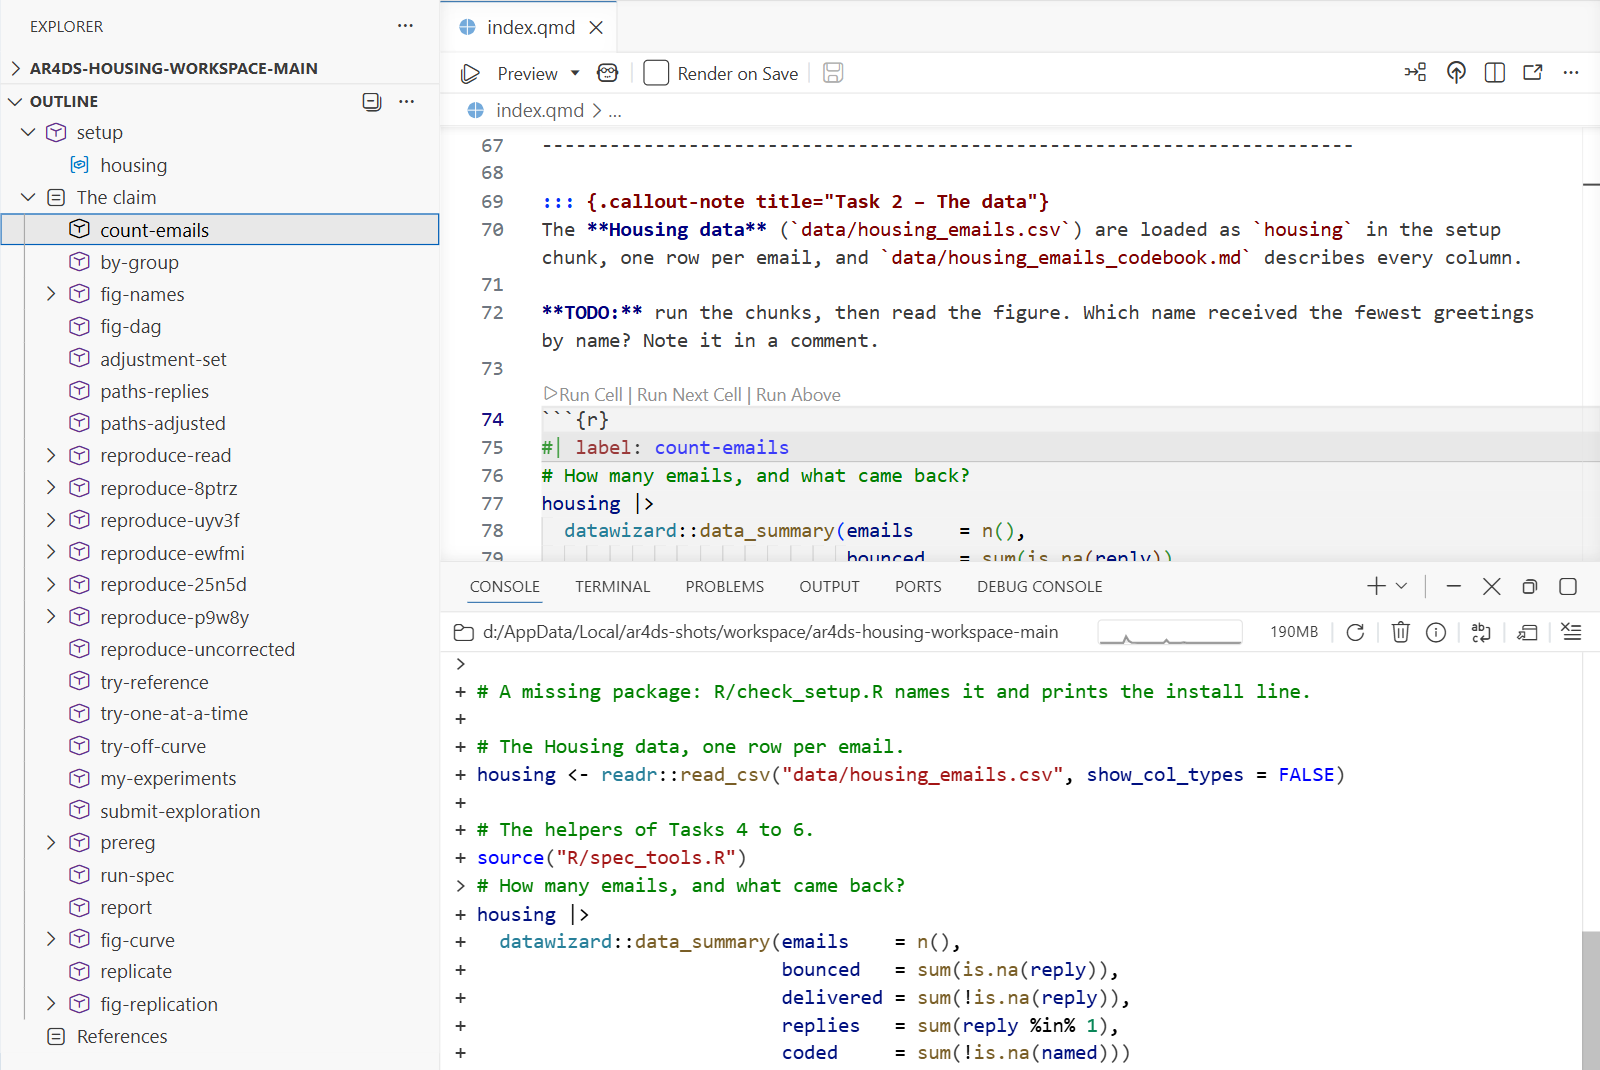 EXPLORER
AR4DS-HOUSING-WORKSPACE-MAIN
OUTLINE
setup
housing
The claim
count-emails
by-group
fig-names
fig-dag
adjustment-set
paths-replies
paths-adjusted
reproduce-read
reproduce-8ptrz
reproduce-uyv3f
reproduce-ewfmi
reproduce-25n5d
reproduce-p9w8y
reproduce-uncorrected
try-reference
try-one-at-a-time
try-off-curve
my-experiments
submit-exploration
prereg
run-spec
report
fig-curve
replicate
fig-replication
References
index.qmd
Preview
Render on Save
index.qmd > ...
67 ------------------------------------------------------------------------
68
69 ::: {.callout-note title="Task 2 – The data"}
70 The **Housing data** (`data/housing_emails.csv`) are loaded as `housing` in the setup
chunk, one row per email, and `data/housing_emails_codebook.md` describes every column.
71
72 **TODO:** run the chunks, then read the figure. Which name received the fewest greetings
by name? Note it in a comment.
73
Run Cell | Run Next Cell | Run Above
74 ```{r}
75 #| label: count-emails
76 # How many emails, and what came back?
77 housing |>
78 datawizard::data_summary(emails = n(),
79 bounced = sum(is.na(reply)),
CONSOLE TERMINAL PROBLEMS OUTPUT PORTS DEBUG CONSOLE
d:/AppData/Local/ar4ds-shots/workspace/ar4ds-housing-workspace-main 190MB
>
+ # A missing package: R/check_setup.R names it and prints the install line.
+
+ # The Housing data, one row per email.
+ housing <- readr::read_csv("data/housing_emails.csv", show_col_types = FALSE)
+
+ # The helpers of Tasks 4 to 6.
+ source("R/spec_tools.R")
> # How many emails, and what came back?
+ housing |>
+ datawizard::data_summary(emails = n(),
+ bounced = sum(is.na(reply)),
+ delivered = sum(!is.na(reply)),
+ replies = sum(reply %in% 1),
+ coded = sum(!is.na(named)))